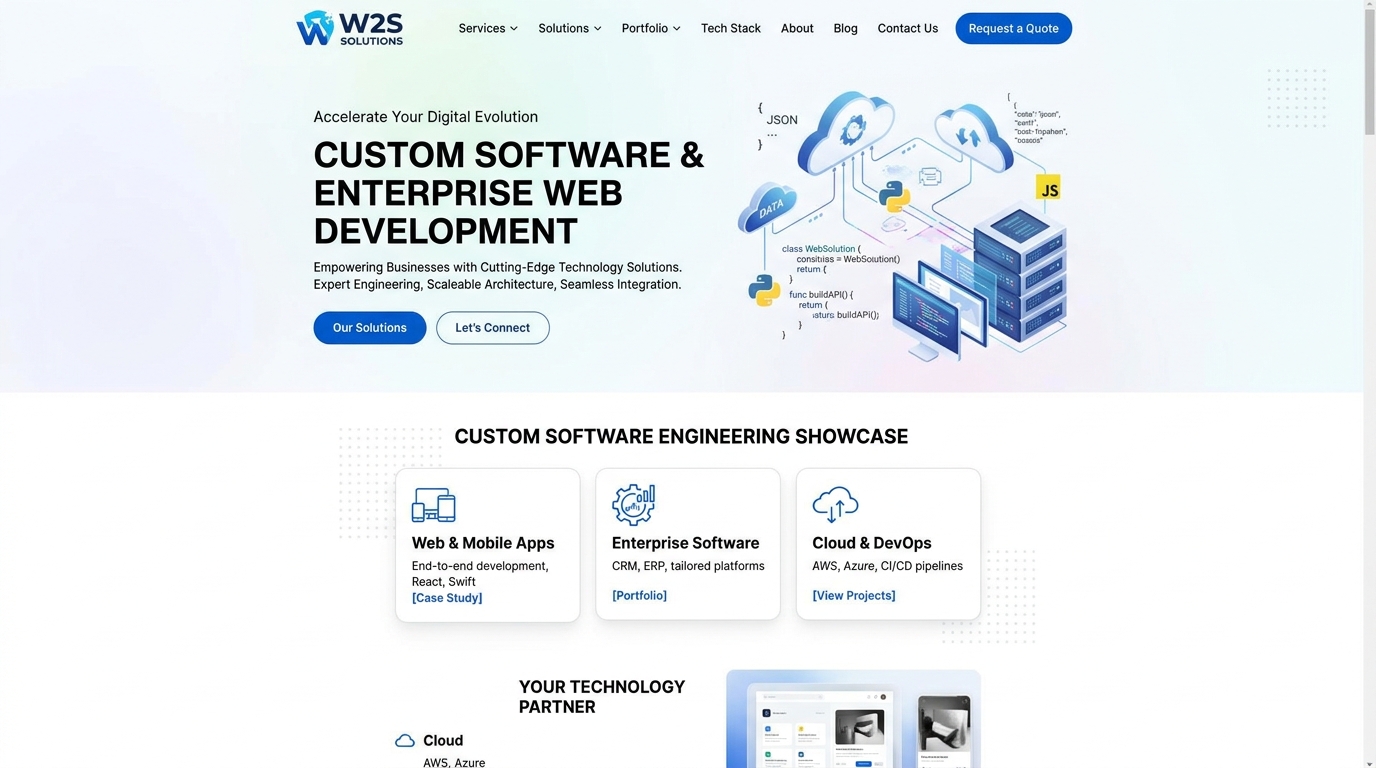 W2S
SOLUTIONS
Services
Solutions
Portfolio
Tech Stack
About
Blog
Contact Us
Request a Quote
Accelerate Your Digital Evolution
CUSTOM SOFTWARE &
ENTERPRISE WEB
DEVELOPMENT
Empowering Businesses with Cutting-Edge Technology Solutions.
Expert Engineering, Scaleable Architecture, Seamless Integration.
Our Solutions
Let's Connect
{
JSON
...
}
[
{
DATA
JS
class WebSolution {
= WebSolution()
return {
}
func buildAPI() {
return {
buildAPI();
}
}
CUSTOM SOFTWARE ENGINEERING SHOWCASE
Web & Mobile Apps
End-to-end development,
React, Swift
[Case Study]
Enterprise Software
CRM, ERP, tailored platforms
[Portfolio]
Cloud & DevOps
AWS, Azure, CI/CD pipelines
[View Projects]
YOUR TECHNOLOGY
PARTNER
Cloud
AWS, Azure